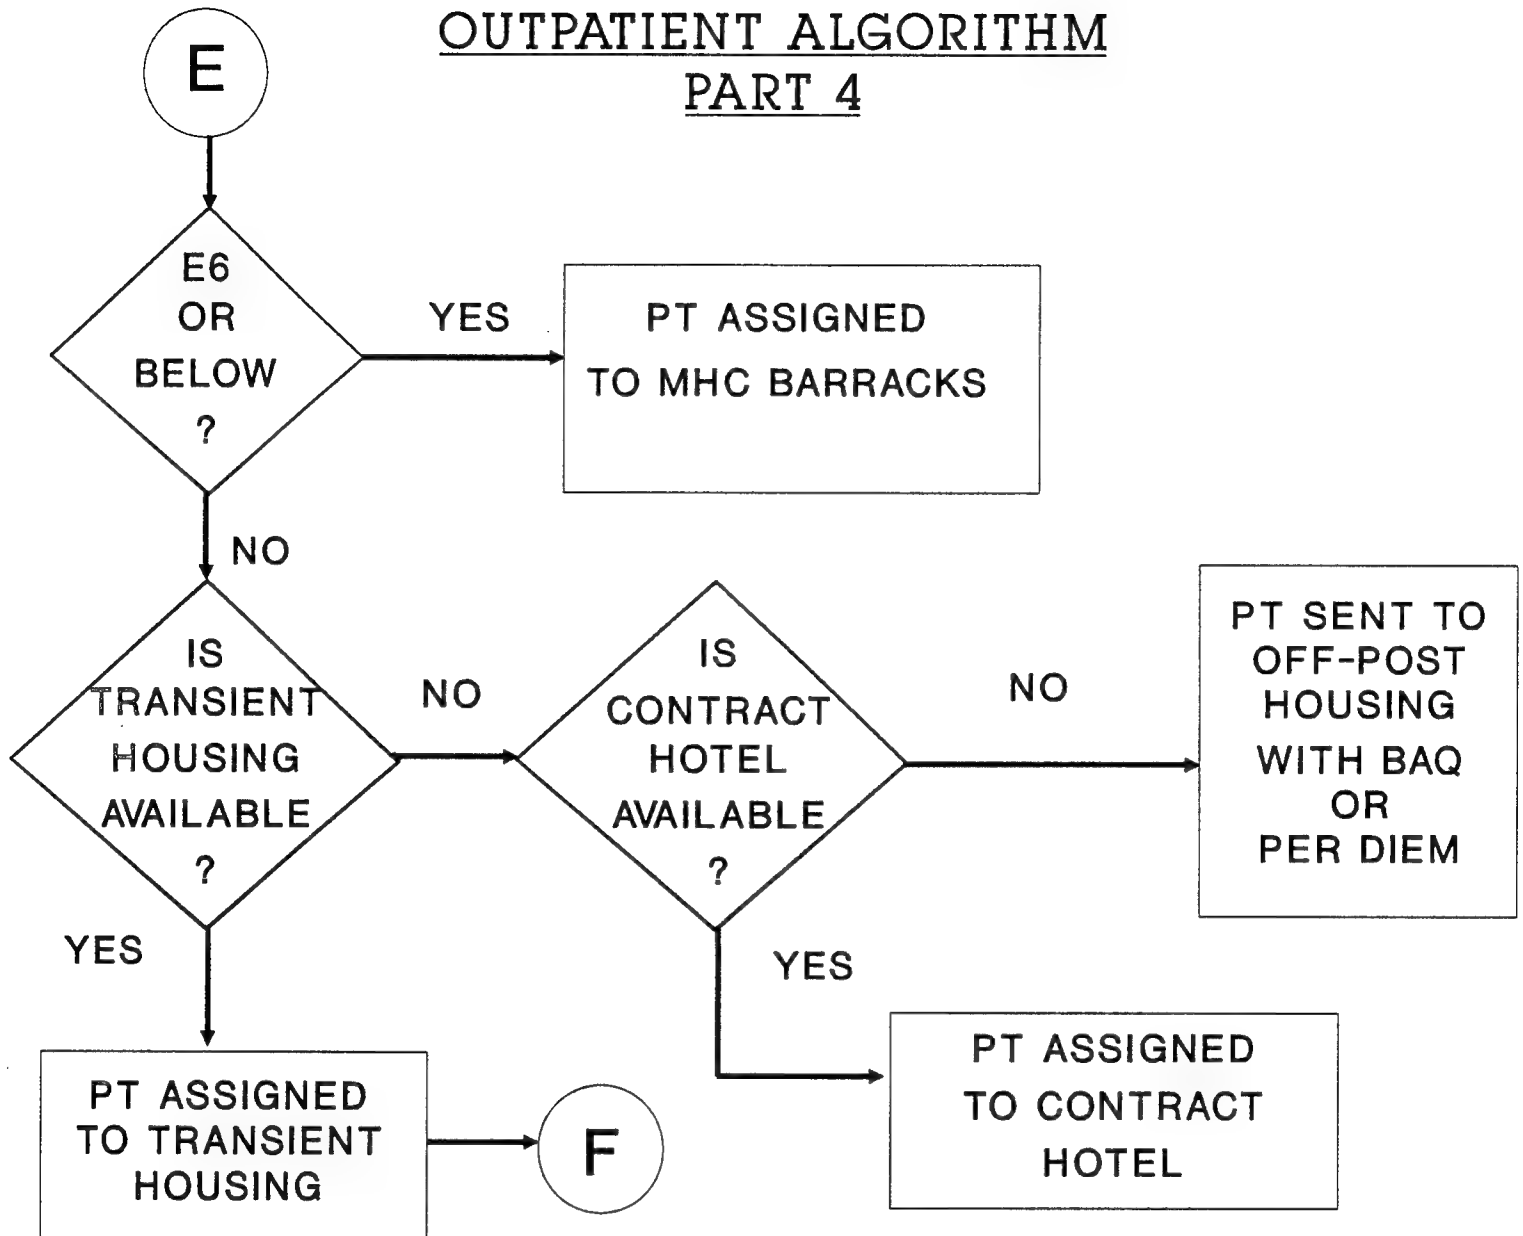 OUTPATIENT ALGORITHM
PART 4
E
E6
OR
BELOW
?
YES
PT ASSIGNED
TO MHC BARRACKS
NO
IS
TRANSIENT
HOUSING
AVAILABLE
?
NO
IS
CONTRACT
HOTEL
AVAILABLE
?
NO
PT SENT TO
OFF-POST
HOUSING
WITH BAQ
OR
PER DIEM
YES
PT ASSIGNED
TO TRANSIENT
HOUSING
F
YES
PT ASSIGNED
TO CONTRACT
HOTEL